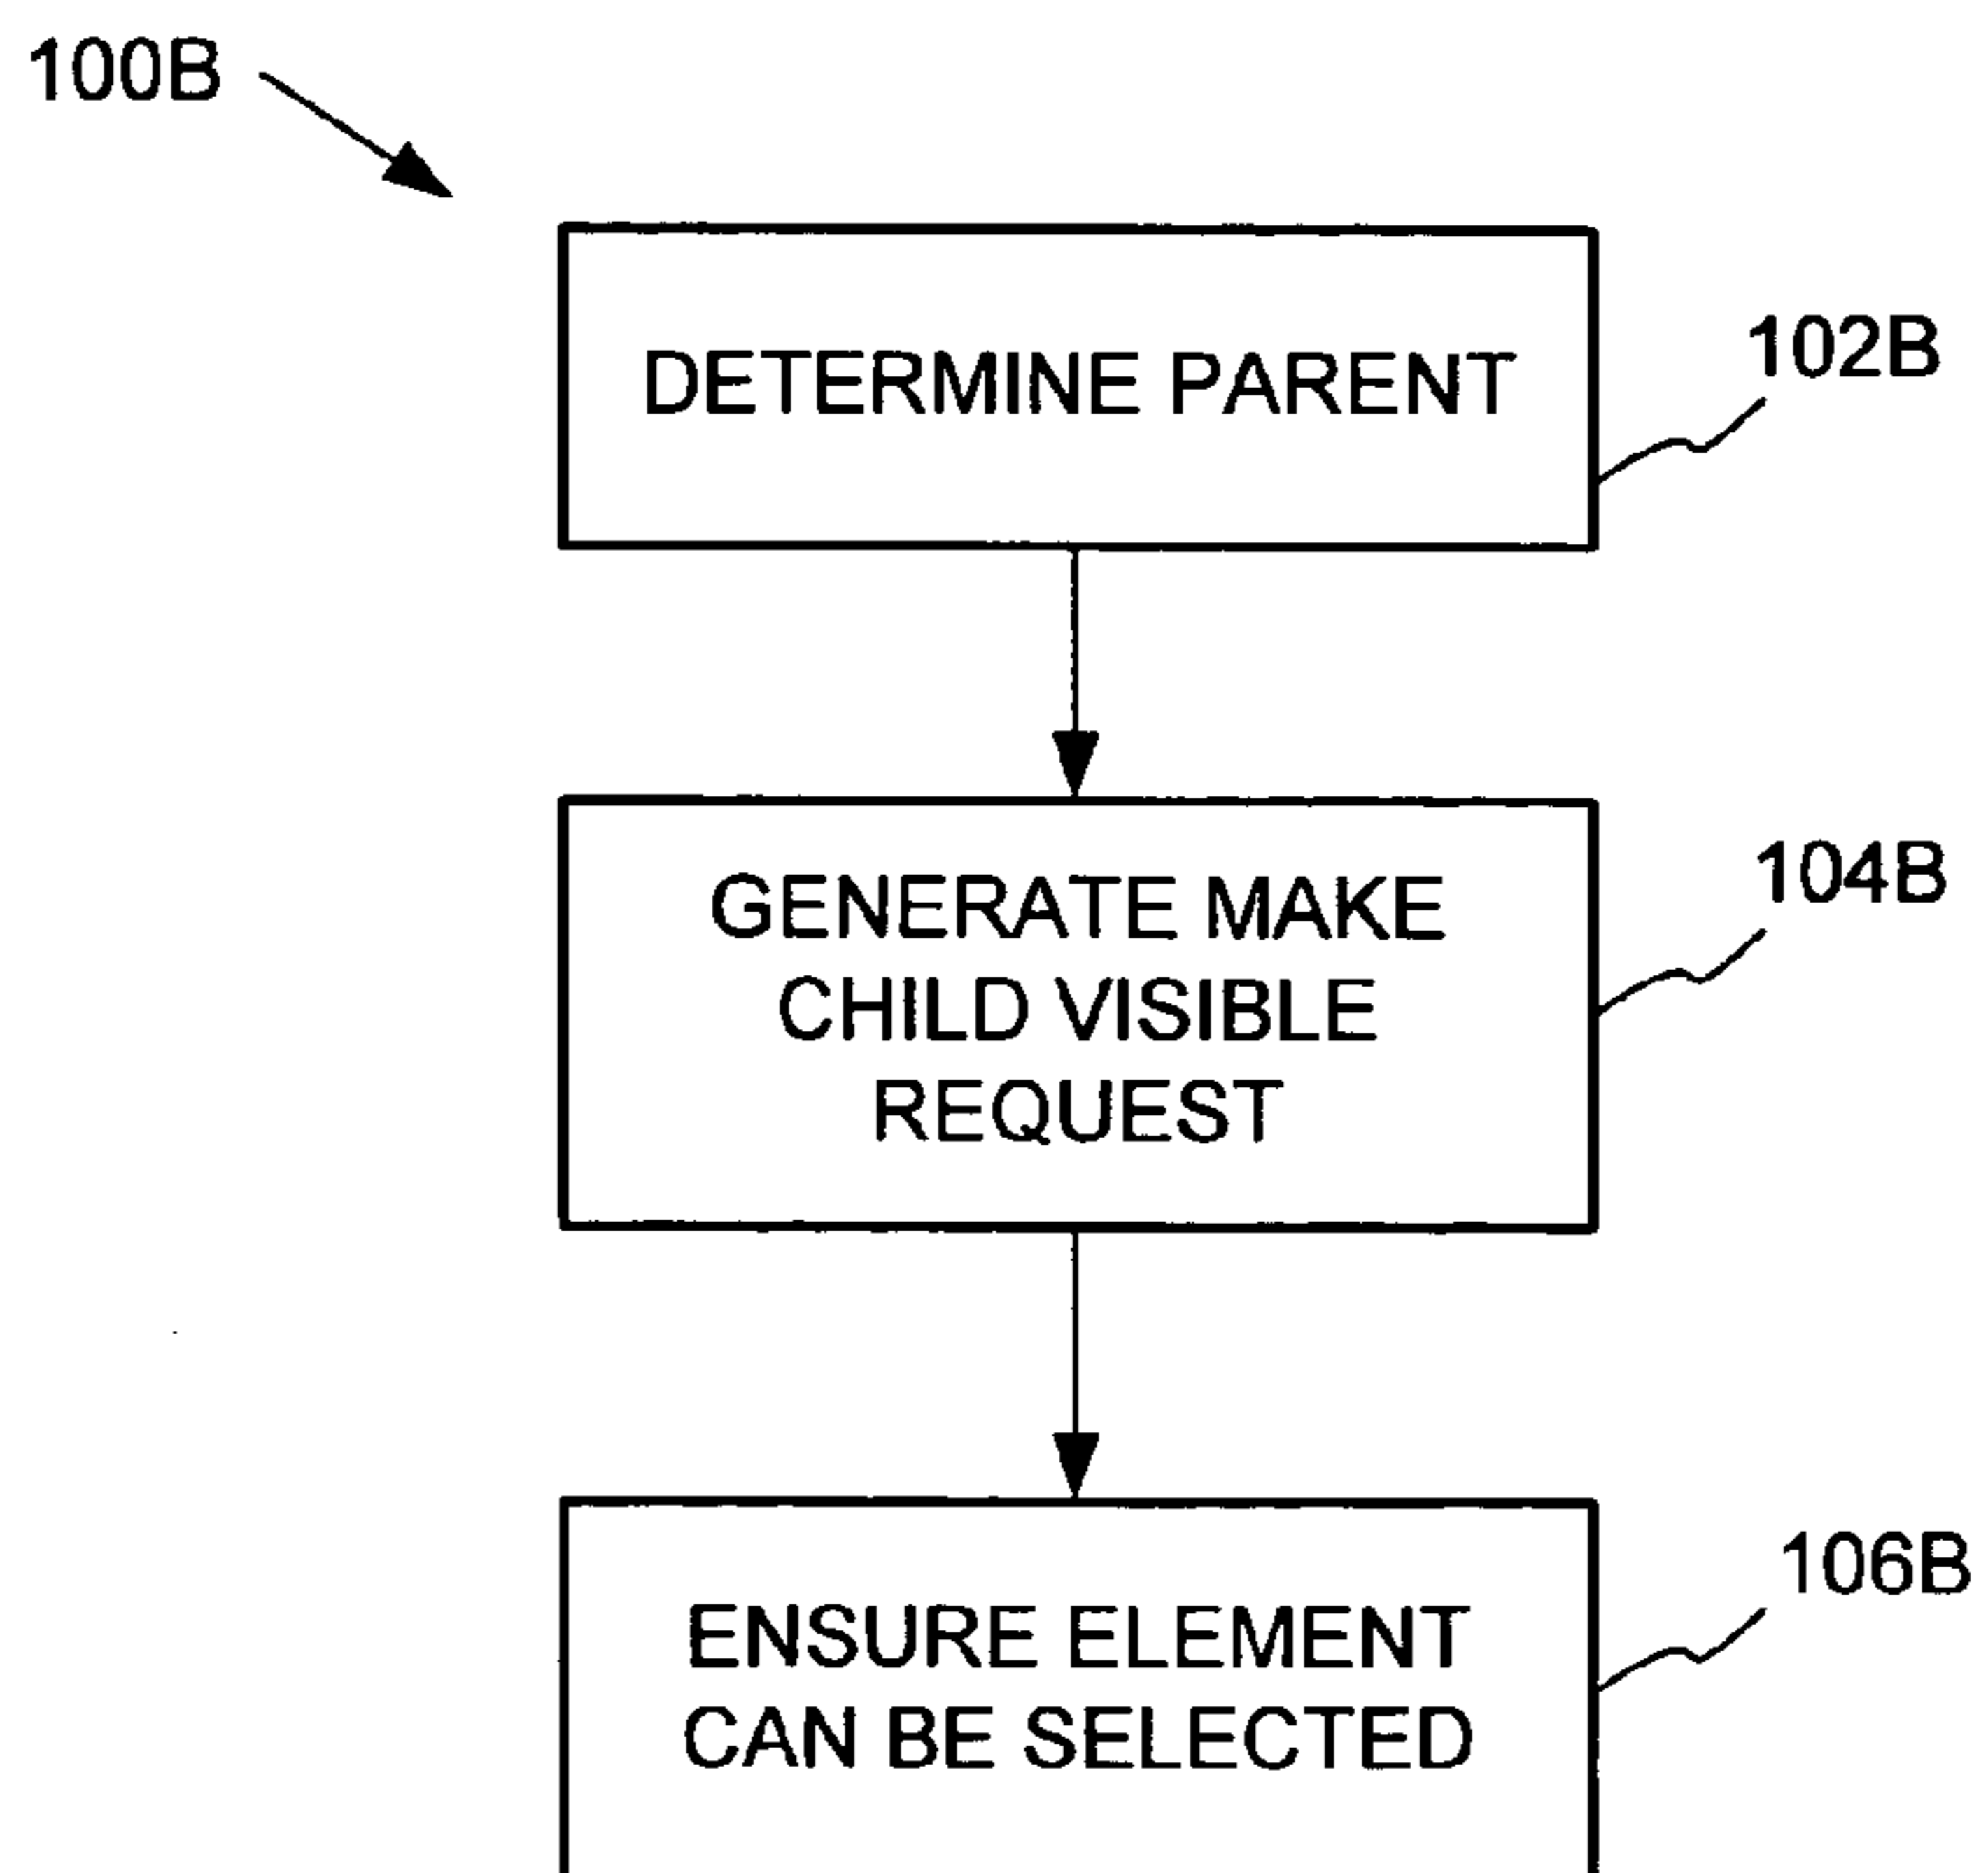 100B
DETERMINE PARENT
102B
GENERATE MAKE
CHILD VISIBLE
REQUEST
104B
ENSURE ELEMENT
CAN BE SELECTED
106B